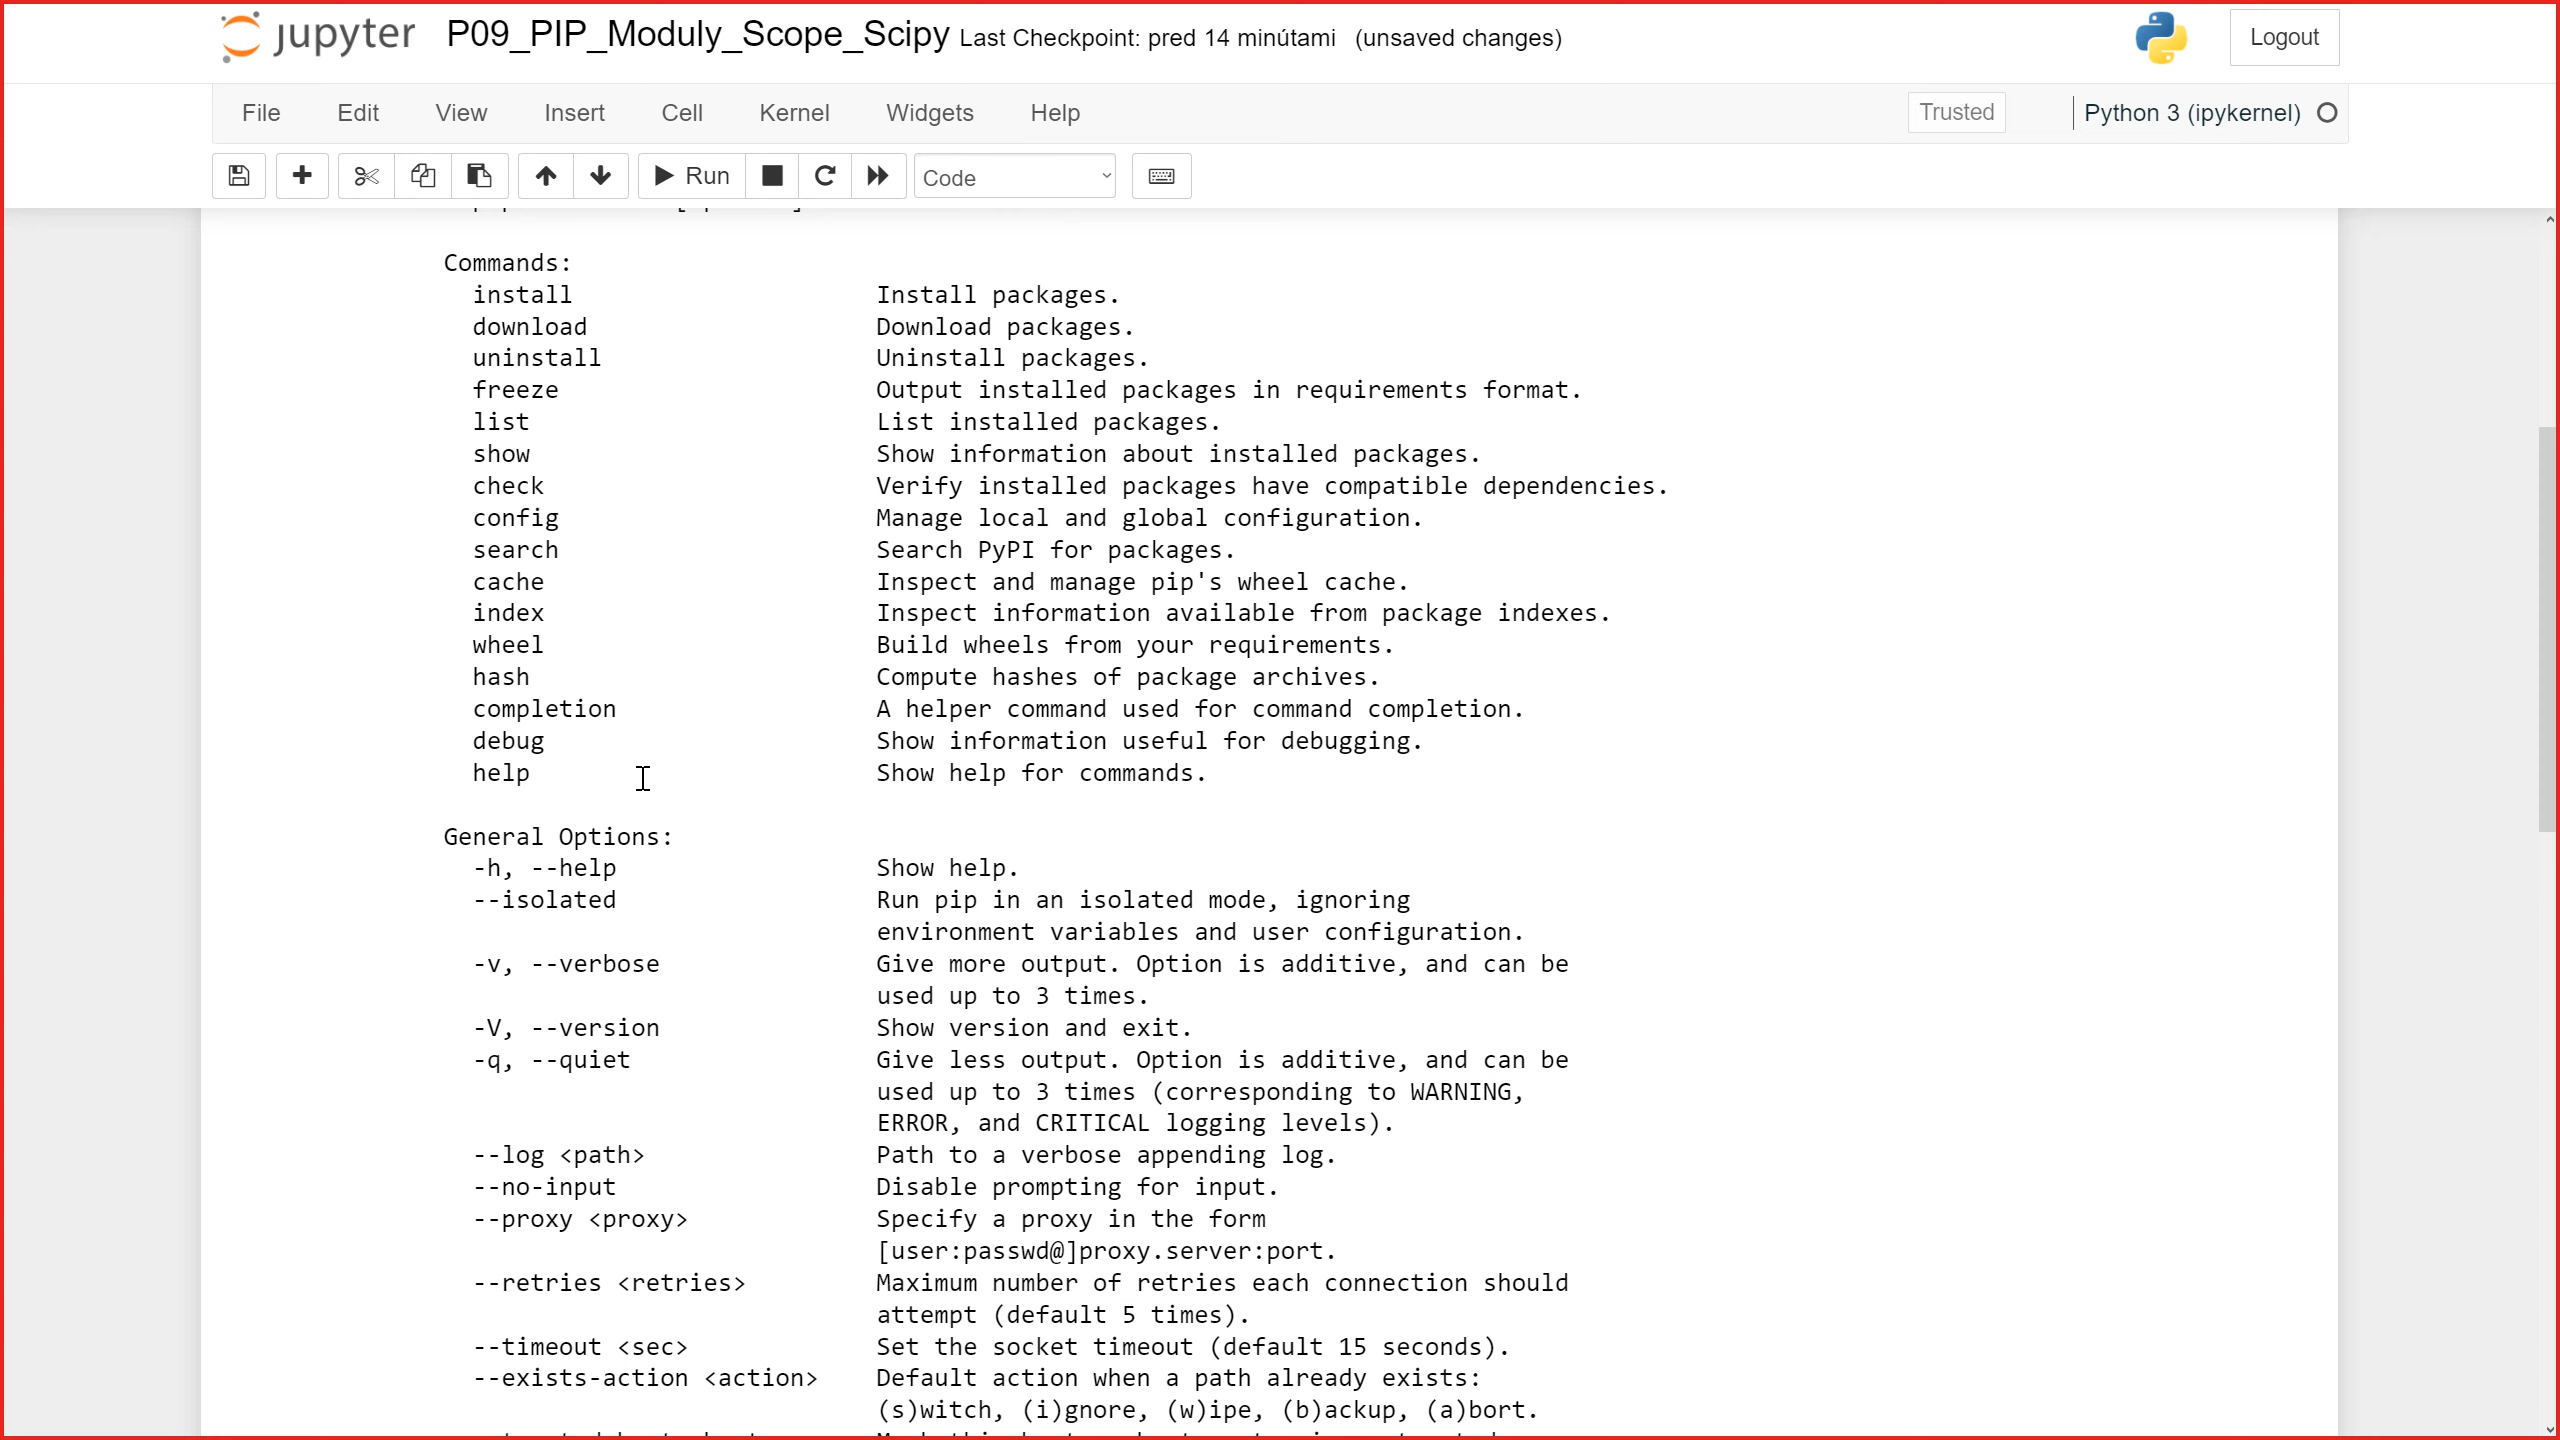 jupyter P09_PIP_Moduly_Scope_Scipy Last Checkpoint: pred 14 minútami (unsaved changes) Logout
File Edit View Insert Cell Kernel Widgets Help Trusted Python 3 (ipykernel)
Run Code
Commands:
install Install packages.
download Download packages.
uninstall Uninstall packages.
freeze Output installed packages in requirements format.
list List installed packages.
show Show information about installed packages.
check Verify installed packages have compatible dependencies.
config Manage local and global configuration.
search Search PyPI for packages.
cache Inspect and manage pip's wheel cache.
index Inspect information available from package indexes.
wheel Build wheels from your requirements.
hash Compute hashes of package archives.
completion A helper command used for command completion.
debug Show information useful for debugging.
help Show help for commands.
General Options:
-h, --help Show help.
--isolated Run pip in an isolated mode, ignoring
environment variables and user configuration.
-v, --verbose Give more output. Option is additive, and can be
used up to 3 times.
-V, --version Show version and exit.
-q, --quiet Give less output. Option is additive, and can be
used up to 3 times (corresponding to WARNING,
ERROR, and CRITICAL logging levels).
--log <path> Path to a verbose appending log.
--no-input Disable prompting for input.
--proxy <proxy> Specify a proxy in the form
[user:passwd@]proxy.server:port.
--retries <retries> Maximum number of retries each connection should
attempt (default 5 times).
--timeout <sec> Set the socket timeout (default 15 seconds).
--exists-action <action> Default action when a path already exists:
(s)witch, (i)gnore, (w)ipe, (b)ackup, (a)bort.